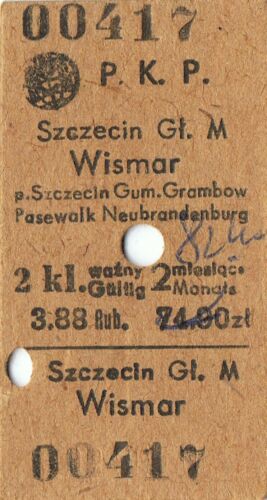 00417
P. K. P.
Szczecin Gł. M
Wismar
p. Szczecin Gum. Grambow
Pasewalk Neubrandenburg
2 kl. ważny 2 miesiące
Gültig Monate
3.88 Rub. 74.90 zł
Szczecin Gł. M
Wismar
00417